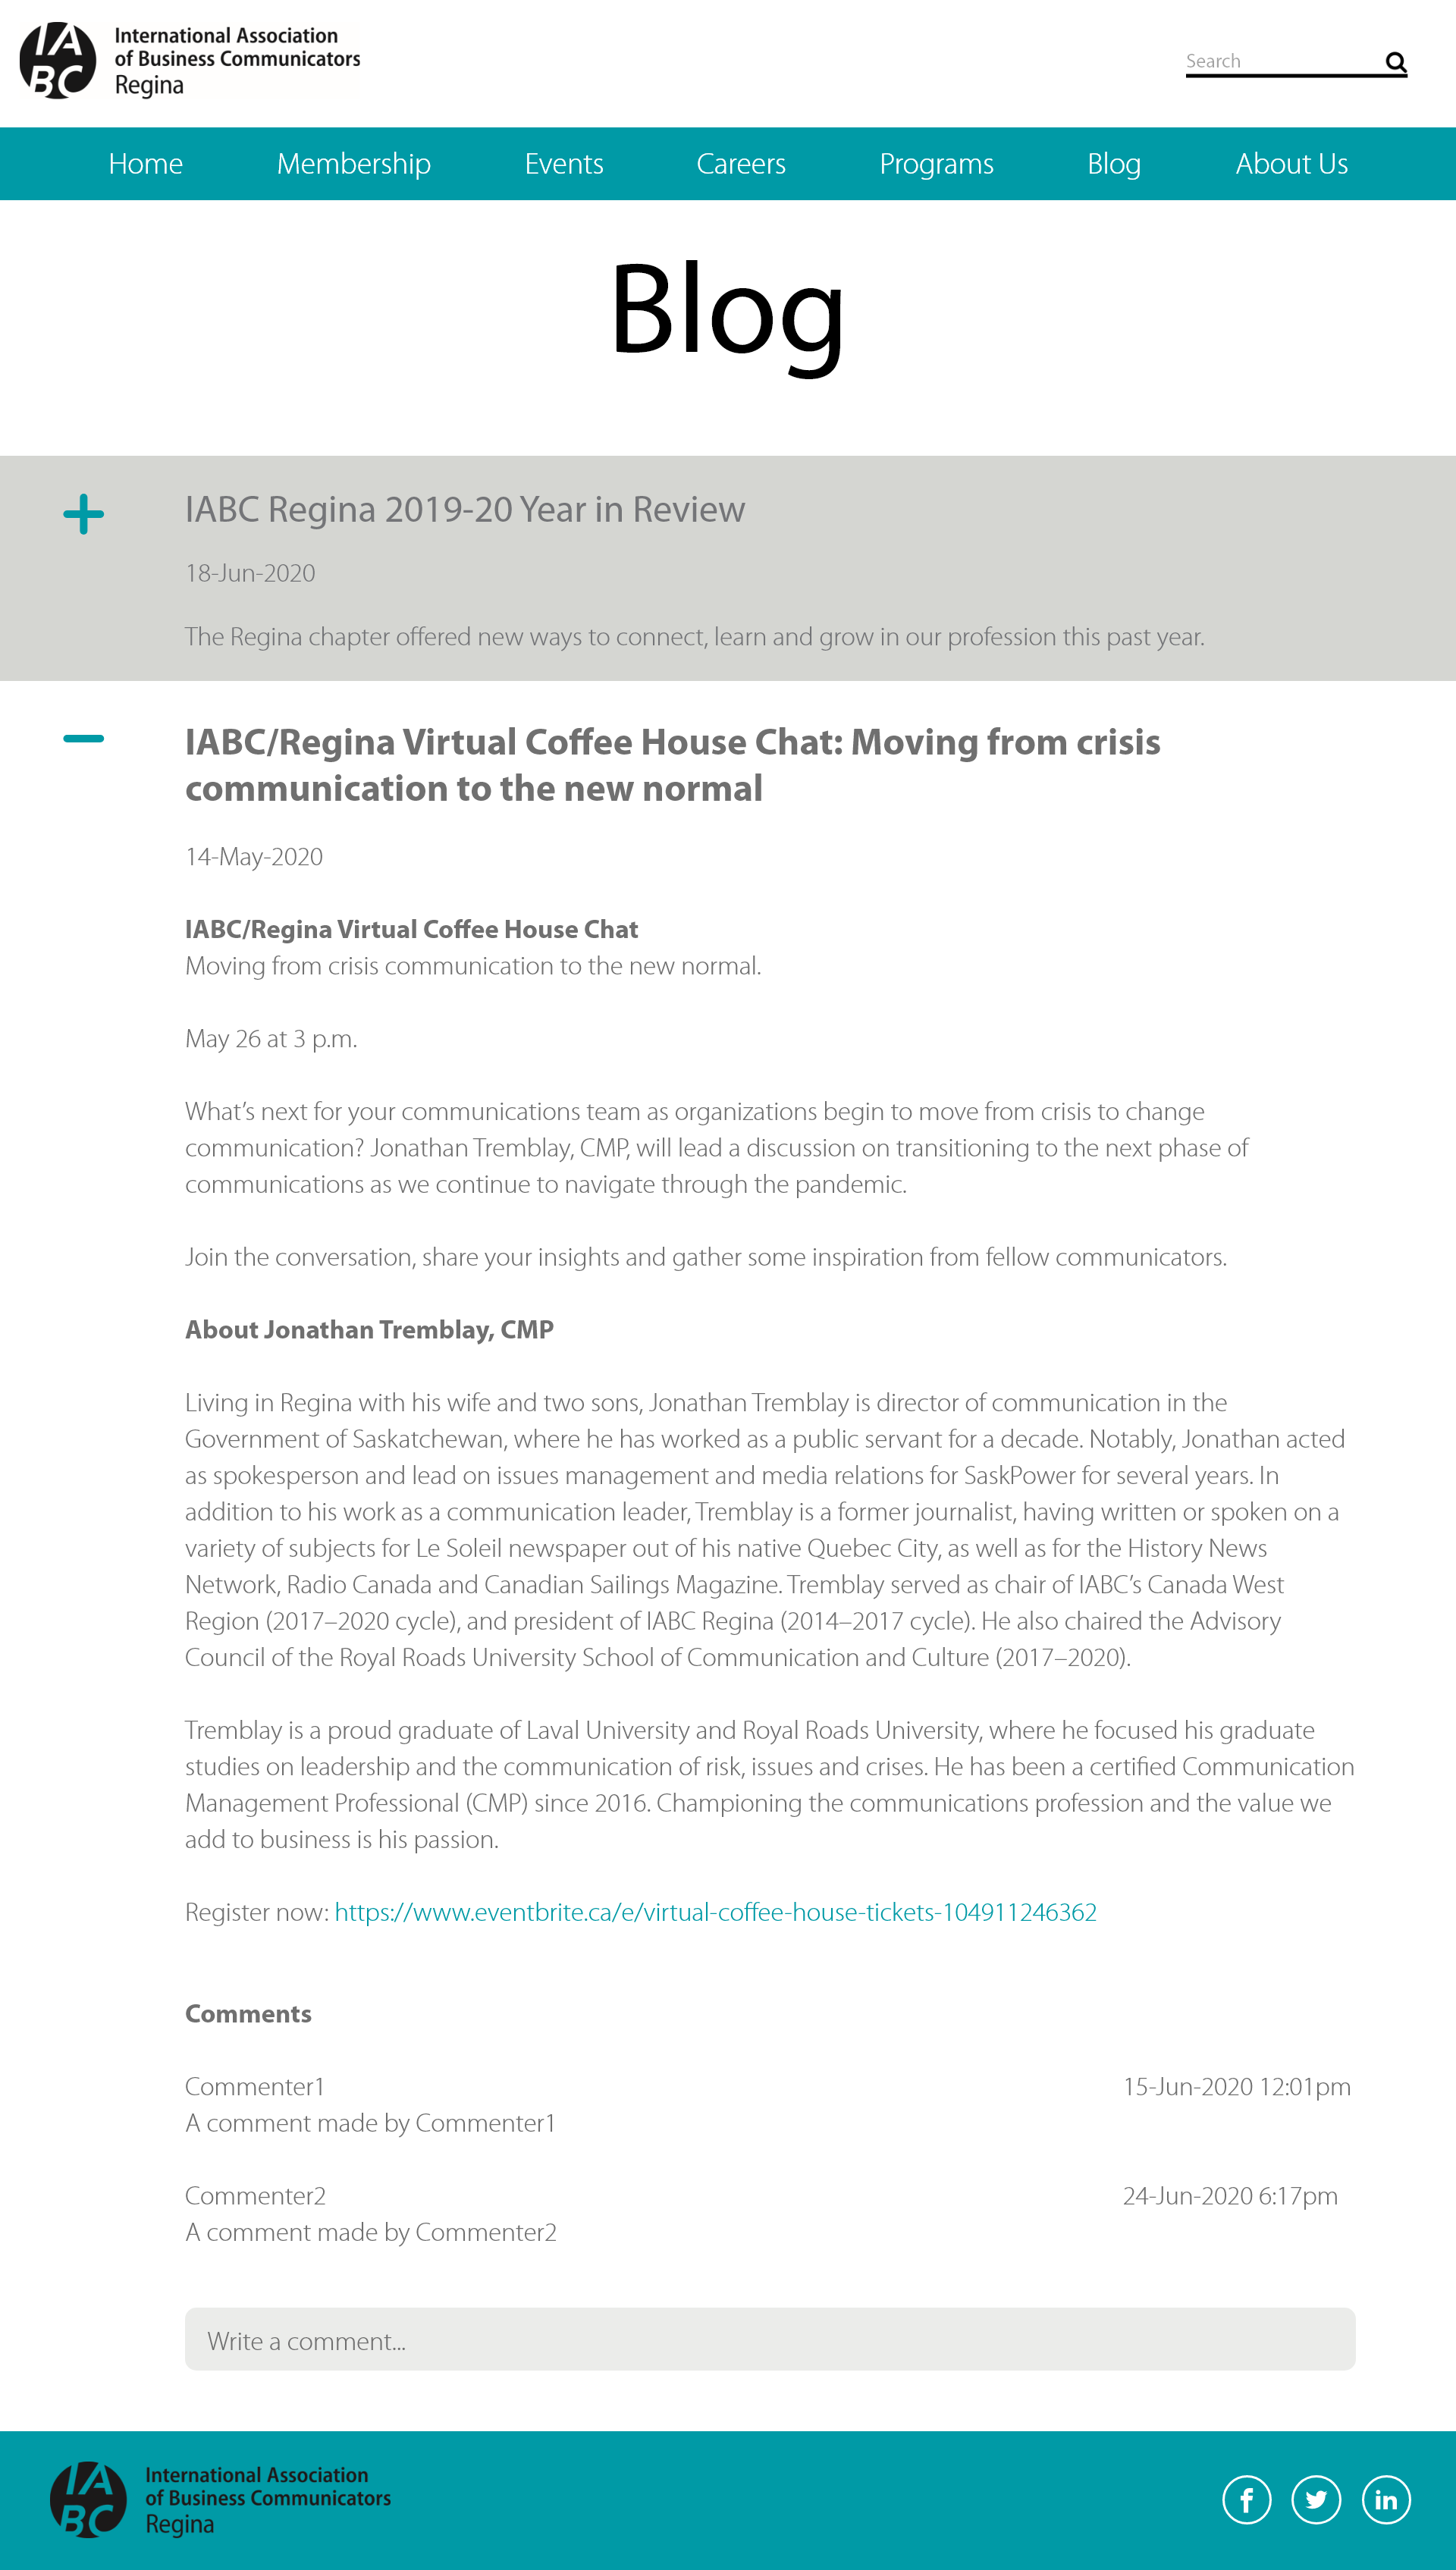 IABC
International Association
of Business Communicators
Regina
Search
Home Membership Events Careers Programs Blog About Us
Blog
IABC Regina 2019-20 Year in Review
18-Jun-2020
The Regina chapter offered new ways to connect, learn and grow in our profession this past year.
IABC/Regina Virtual Coffee House Chat: Moving from crisis
communication to the new normal
14-May-2020
IABC/Regina Virtual Coffee House Chat
Moving from crisis communication to the new normal.
May 26 at 3 p.m.
What’s next for your communications team as organizations begin to move from crisis to change
communication? Jonathan Tremblay, CMP, will lead a discussion on transitioning to the next phase of
communications as we continue to navigate through the pandemic.
Join the conversation, share your insights and gather some inspiration from fellow communicators.
About Jonathan Tremblay, CMP
Living in Regina with his wife and two sons, Jonathan Tremblay is director of communication in the
Government of Saskatchewan, where he has worked as a public servant for a decade. Notably, Jonathan acted
as spokesperson and lead on issues management and media relations for SaskPower for several years. In
addition to his work as a communication leader, Tremblay is a former journalist, having written or spoken on a
variety of subjects for Le Soleil newspaper out of his native Quebec City, as well as for the History News
Network, Radio Canada and Canadian Sailings Magazine. Tremblay served as chair of IABC’s Canada West
Region (2017–2020 cycle), and president of IABC Regina (2014–2017 cycle). He also chaired the Advisory
Council of the Royal Roads University School of Communication and Culture (2017–2020).
Tremblay is a proud graduate of Laval University and Royal Roads University, where he focused his graduate
studies on leadership and the communication of risk, issues and crises. He has been a certified Communication
Management Professional (CMP) since 2016. Championing the communications profession and the value we
add to business is his passion.
Register now: https://www.eventbrite.ca/e/virtual-coffee-house-tickets-104911246362
Comments
Commenter1 15-Jun-2020 12:01pm
A comment made by Commenter1
Commenter2 24-Jun-2020 6:17pm
A comment made by Commenter2
Write a comment...
IABC
International Association
of Business Communicators
Regina